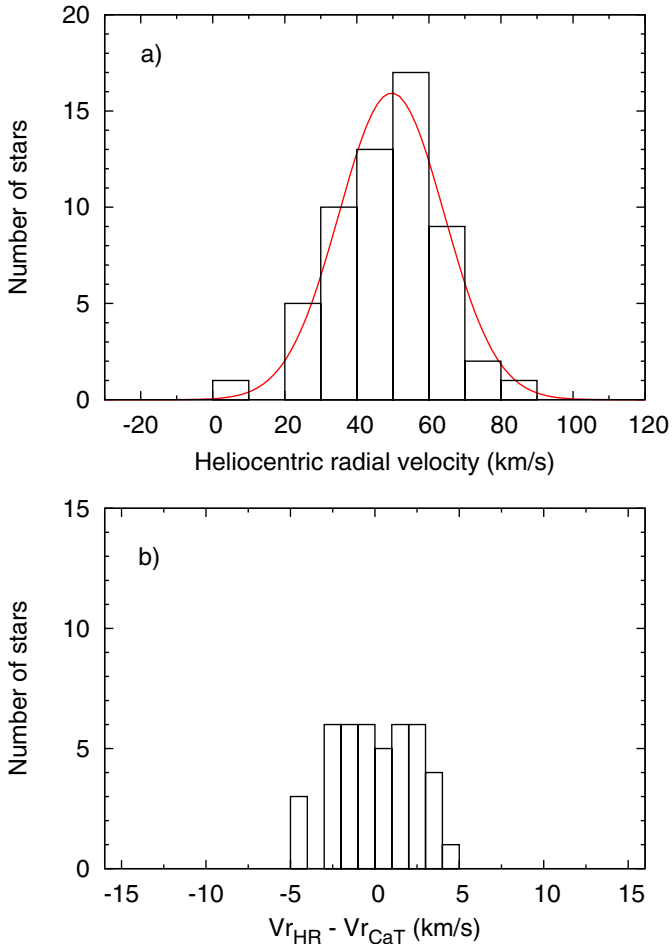 20
15
10
5
0
a)
Number of stars
-20 0 20 40 60 80 100 120
Heliocentric radial velocity (km/s)
15
10
5
0
b)
Number of stars
-15 -10 -5 0 5 10 15
Vr_HR - Vr_CaT (km/s)